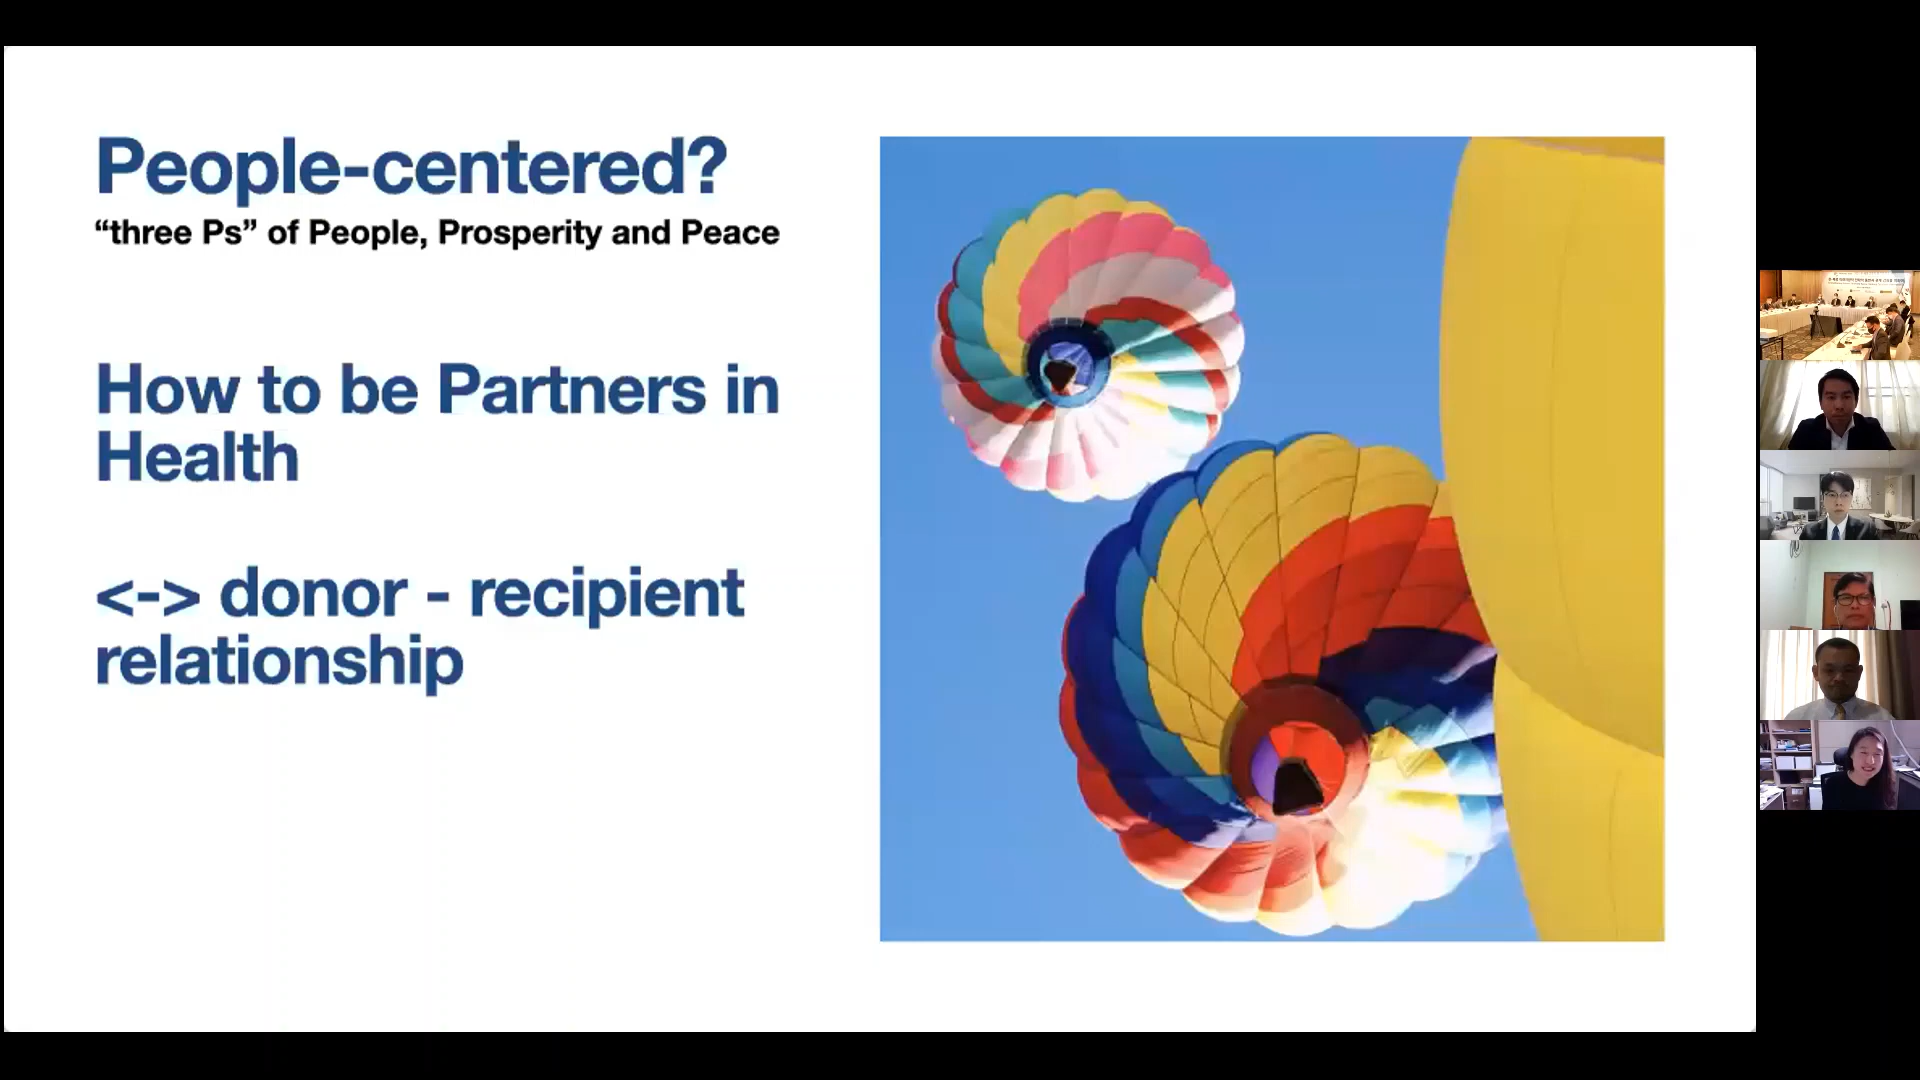 People-centered?
“three Ps” of People, Prosperity and Peace
How to be Partners in
Health
<-> donor - recipient
relationship